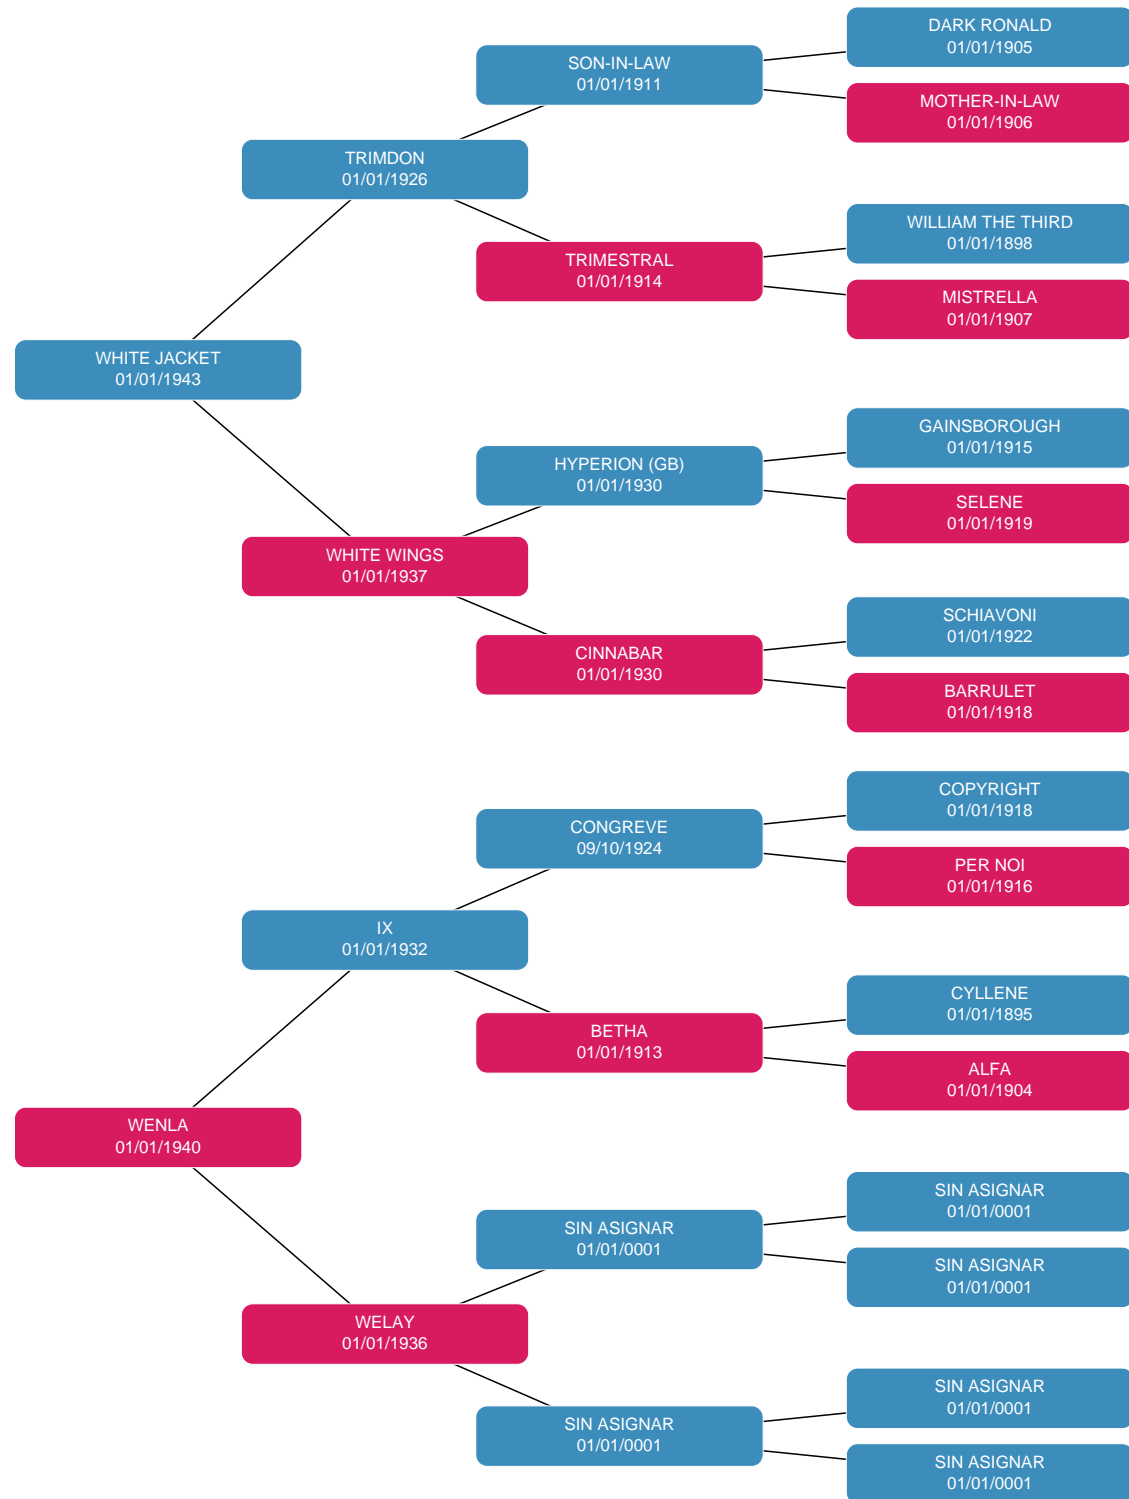 DARK RONALD
01/01/1905
SON-IN-LAW
01/01/1911
MOTHER-IN-LAW
01/01/1906
TRIMDON
01/01/1926
WILLIAM THE THIRD
01/01/1898
TRIMESTRAL
01/01/1914
MISTRELLA
01/01/1907
WHITE JACKET
01/01/1943
GAINSBOROUGH
01/01/1915
HYPERION (GB)
01/01/1930
SELENE
01/01/1919
WHITE WINGS
01/01/1937
SCHIAVONI
01/01/1922
CINNABAR
01/01/1930
BARRULET
01/01/1918
COPYRIGHT
01/01/1918
CONGREVE
09/10/1924
PER NOI
01/01/1916
IX
01/01/1932
CYLLENE
01/01/1895
BETHA
01/01/1913
ALFA
01/01/1904
WENLA
01/01/1940
SIN ASIGNAR
01/01/0001
SIN ASIGNAR
01/01/0001
SIN ASIGNAR
01/01/0001
WELAY
01/01/1936
SIN ASIGNAR
01/01/0001
SIN ASIGNAR
01/01/0001
SIN ASIGNAR
01/01/0001